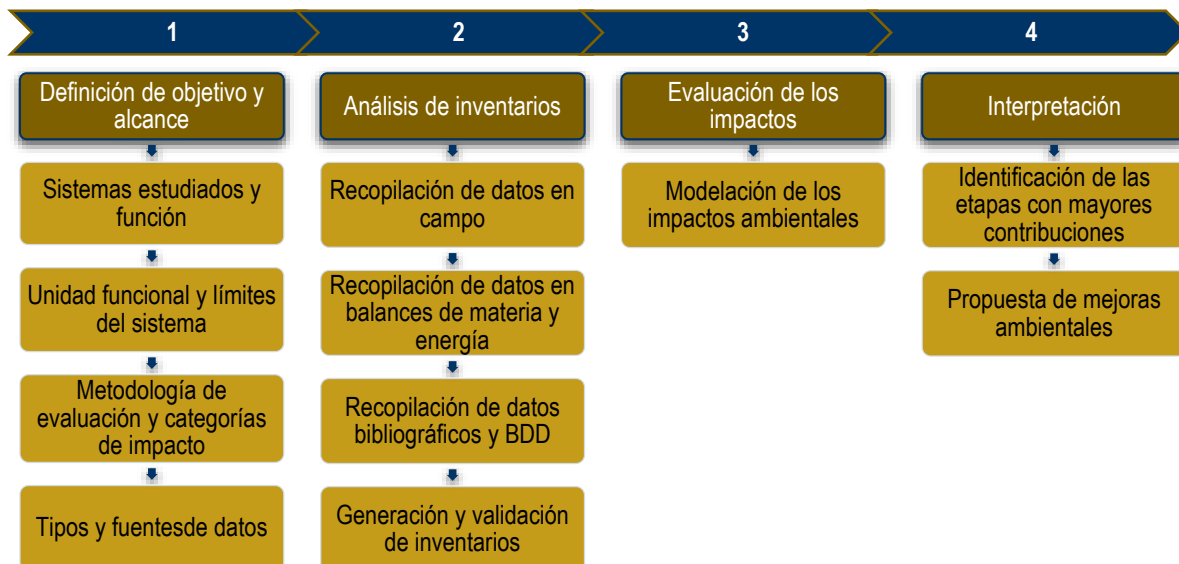 1
2
3
4
Definición de objetivo y
alcance
Sistemas estudiados y
función
Unidad funcional y límites
del sistema
Metodología de
evaluación y categorías
de impacto
Tipos y fuentesde datos
Análisis de inventarios
Recopilación de datos en
campo
Recopilación de datos en
balances de materia y
energía
Recopilación de datos
bibliográficos y BDD
Generación y validación
de inventarios
Evaluación de los
impactos
Modelación de los
impactos ambientales
Interpretación
Identificación de las
etapas con mayores
contribuciones
Propuesta de mejoras
ambientales